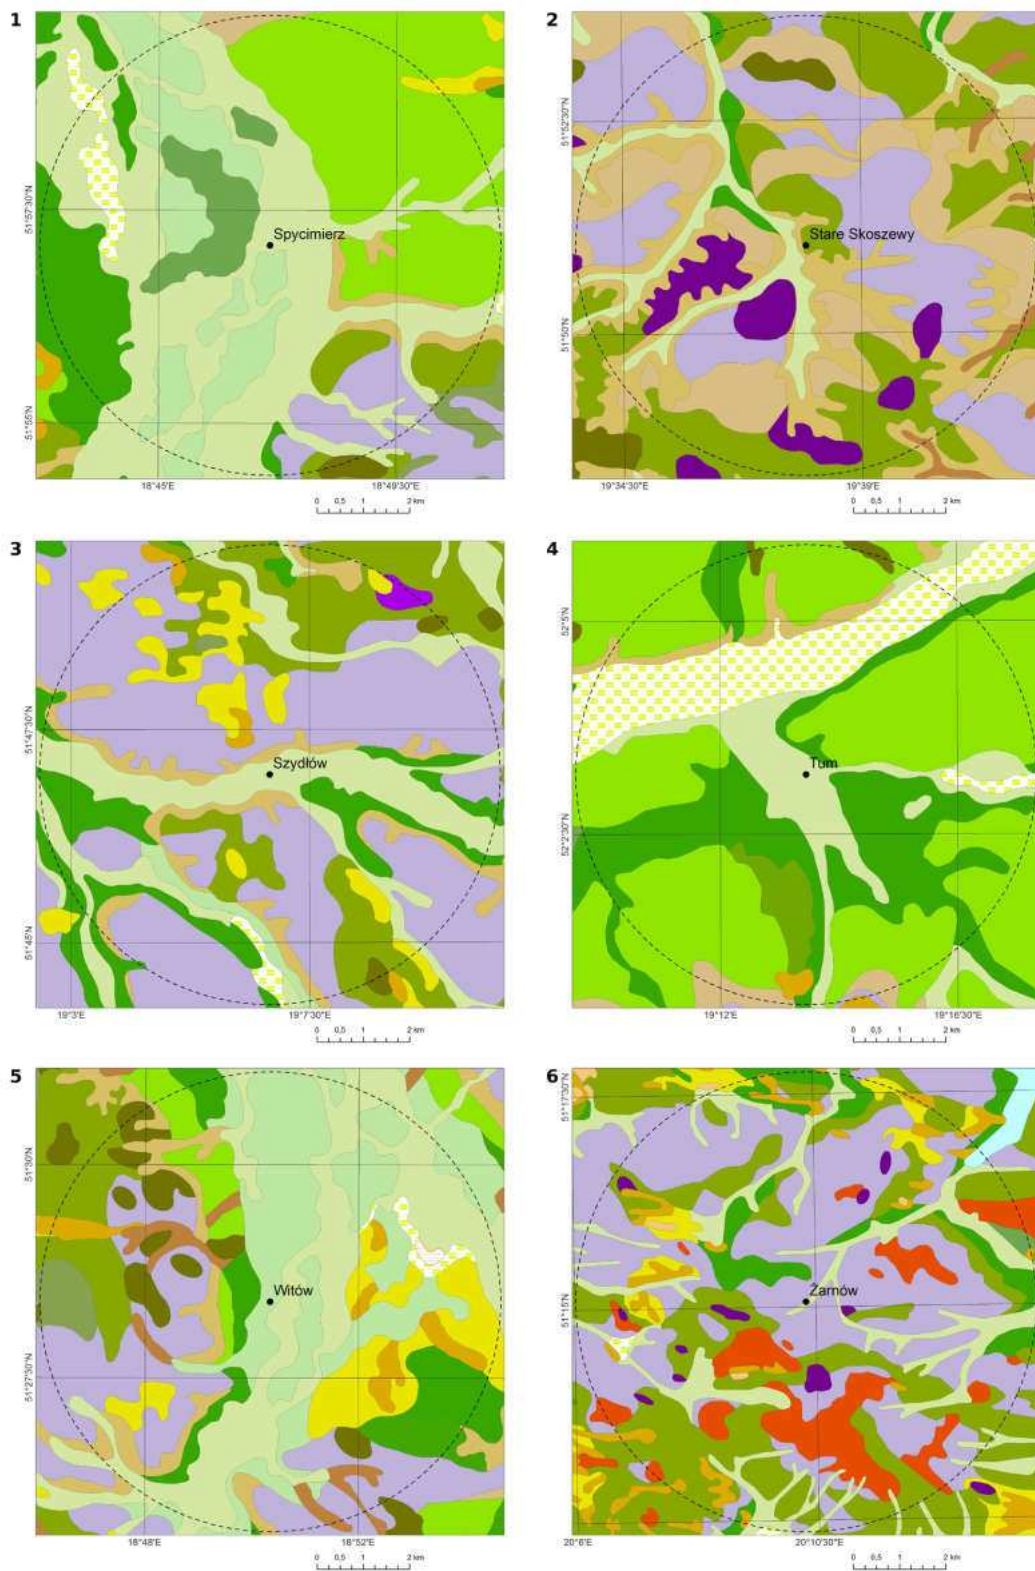 1
51°57'30"N
Spycimierz
51°55'N
18°45'E
18°49'30"E
0 0,5 1 2 km
2
51°52'30"N
Stare Skoszewy
51°50'N
19°34'30"E
19°39'E
0 0,5 1 2 km
3
51°47'30"N
Szydłów
51°45'N
19°3'E
19°7'30"E
0 0,5 1 2 km
4
52°5'N
Tum
52°2'30"N
19°12'E
19°16'30"E
0 0,5 1 2 km
5
51°30'N
Witów
51°27'30"N
18°48'E
18°52'E
0 0,5 1 2 km
6
51°17'30"N
Żarnów
51°15'N
20°6'E
20°10'30"E
0 0,5 1 2 km